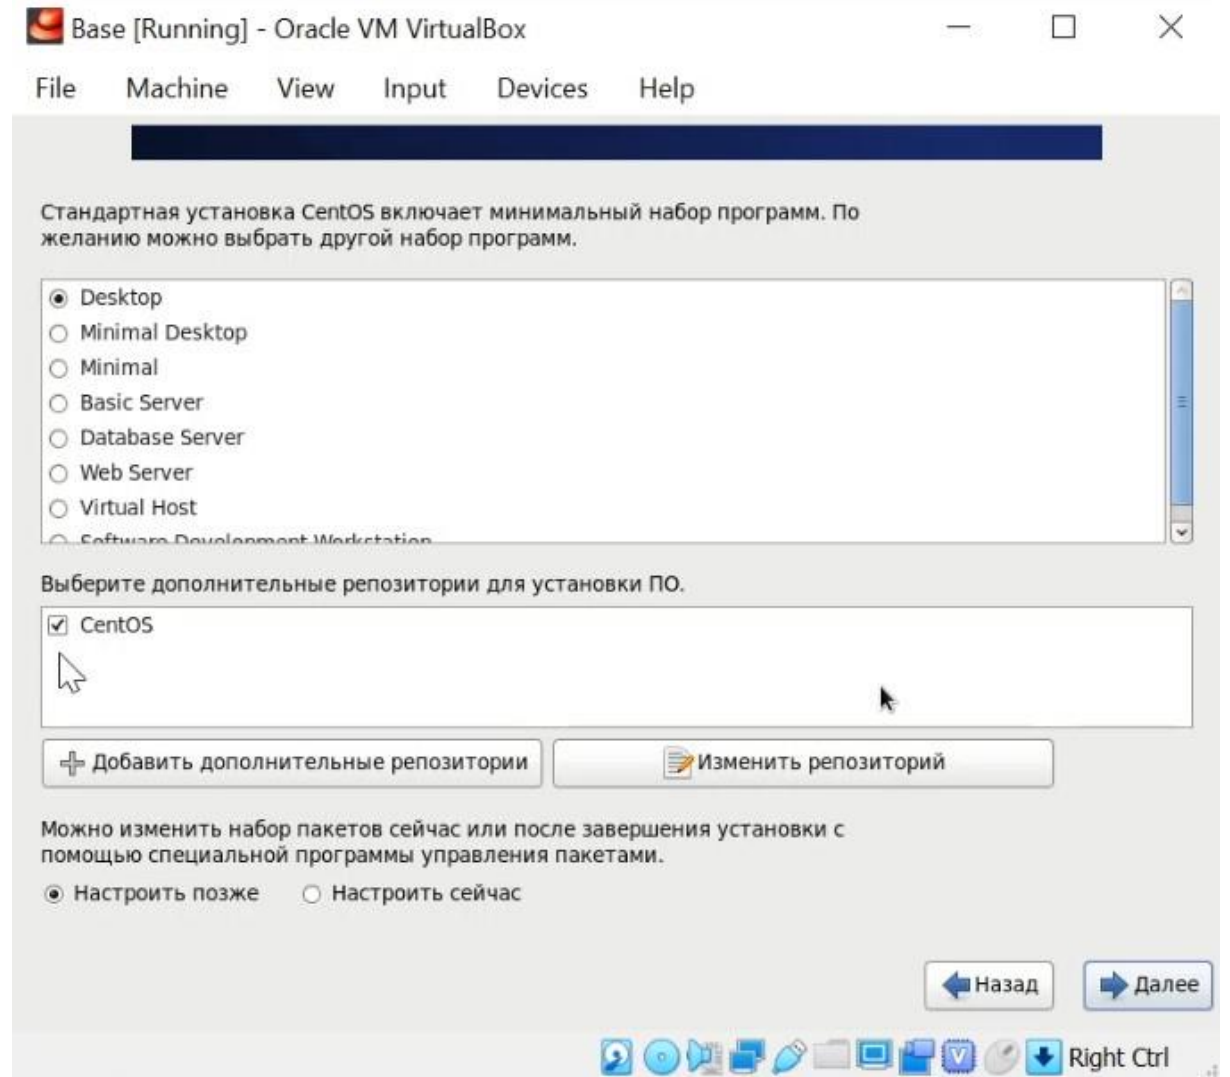 Base [Running] - Oracle VM VirtualBox
File Machine View Input Devices Help
Стандартная установка CentOS включает минимальный набор программ. По
желанию можно выбрать другой набор программ.
Desktop
Minimal Desktop
Minimal
Basic Server
Database Server
Web Server
Virtual Host
Software Development Workstation
Выберите дополнительные репозитории для установки ПО.
CentOS
Добавить дополнительные репозитории Изменить репозиторий
Можно изменить набор пакетов сейчас или после завершения установки с
помощью специальной программы управления пакетами.
Настроить позже Настроить сейчас
Назад Далее
Right Ctrl